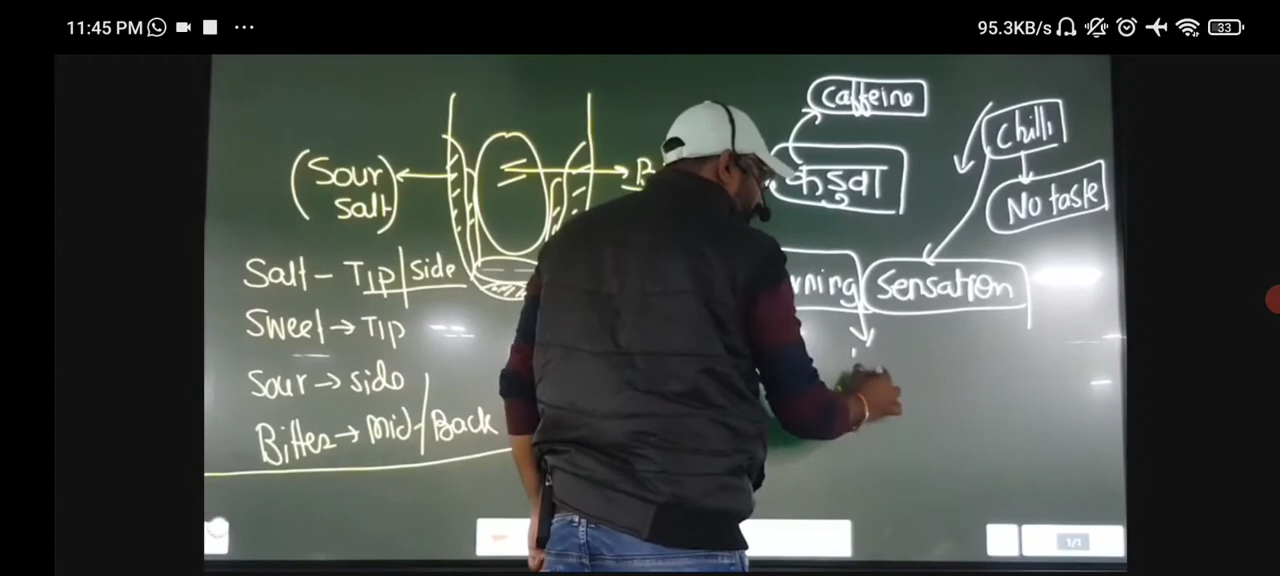 11:45 PM
95.3KB/s
33
Caffeine
Chilli
(Sour
Salt)
कडुवा
No taste
Salt - Tip/side
Sensation
Sweet → Tip
Sour → side
Bitter → Mid/Back
1/1